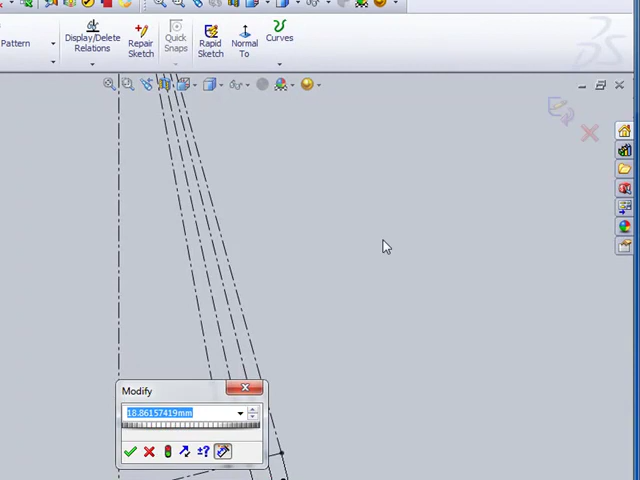 Pattern
Display/Delete
Relations
Repair
Sketch
Quick
Snaps
Rapid
Sketch
Normal
To
Curves
Modify
18.86157419mm
±?